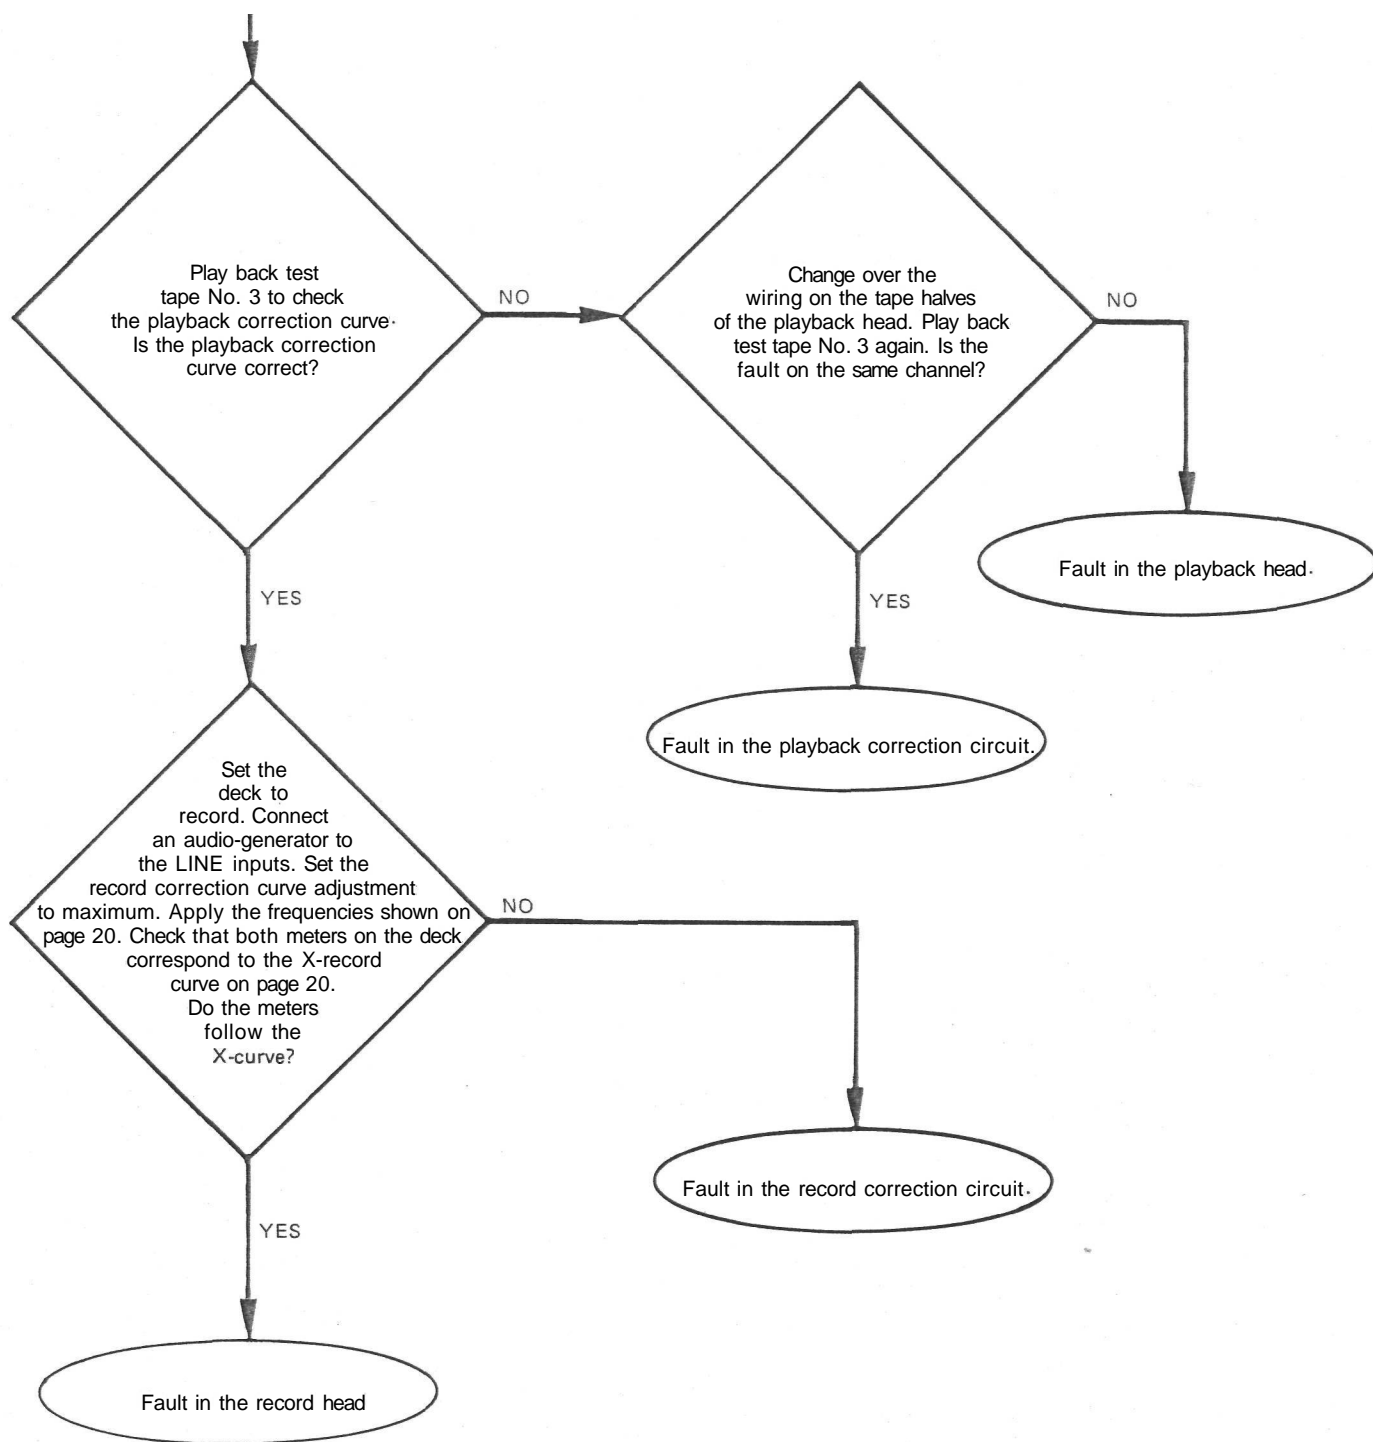 Play back test
tape No. 3 to check
the playback correction curve.
Is the playback correction
curve correct?
NO
Change over the
wiring on the tape halves
of the playback head. Play back
test tape No. 3 again. Is the
fault on the same channel?
NO
Fault in the playback head.
YES
YES
Fault in the playback correction circuit.
Set the
deck to
record. Connect
an audio-generator to
the LINE inputs. Set the
record correction curve adjustment
to maximum. Apply the frequencies shown on
page 20. Check that both meters on the deck
correspond to the X-record
curve on page 20.
Do the meters
follow the
X-curve?
NO
Fault in the record correction circuit.
YES
Fault in the record head